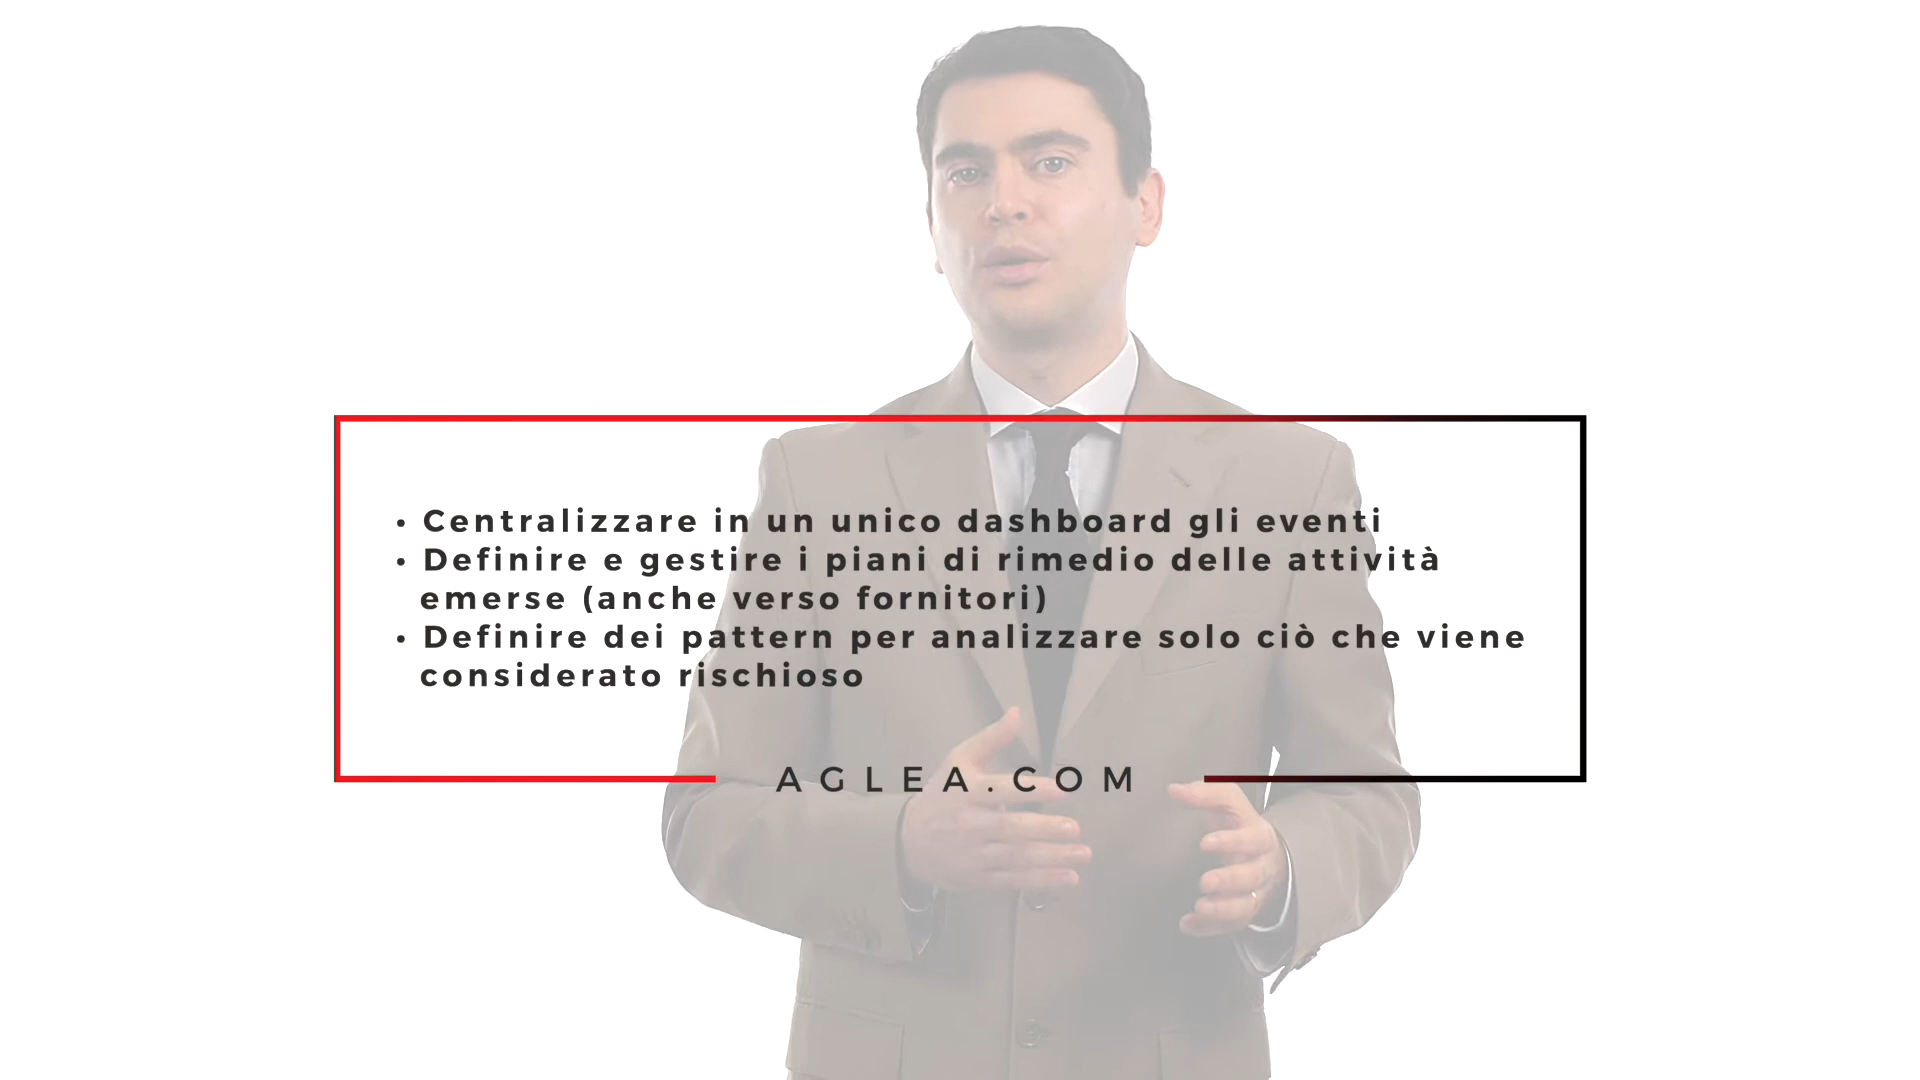 • Centralizzare in un unico dashboard gli eventi
• Definire e gestire i piani di rimedio delle attività
emerse (anche verso fornitori)
• Definire dei pattern per analizzare solo ciò che viene
considerato rischioso
AGLEA.COM